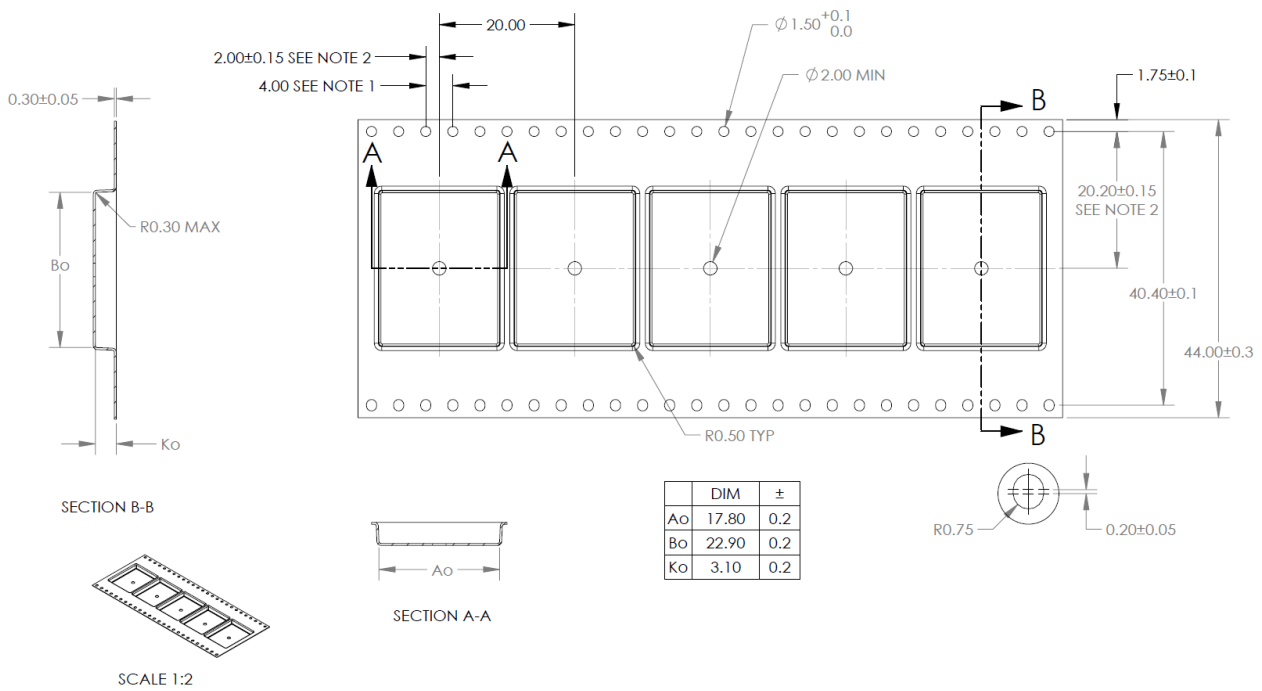 20.00
Ø1.50 +0.1
0.0
2.00±0.15 SEE NOTE 2
Ø2.00 MIN
1.75±0.1
4.00 SEE NOTE 1
0.30±0.05
B
A A
20.20±0.15
SEE NOTE 2
R0.30 MAX
Bo
40.40±0.1
44.00±0.3
B
R0.50 TYP
Ko
SECTION B-B
DIM ±
Ao 17.80 0.2
Bo 22.90 0.2
Ko 3.10 0.2
R0.75
0.20±0.05
Ao
SECTION A-A
SCALE 1:2